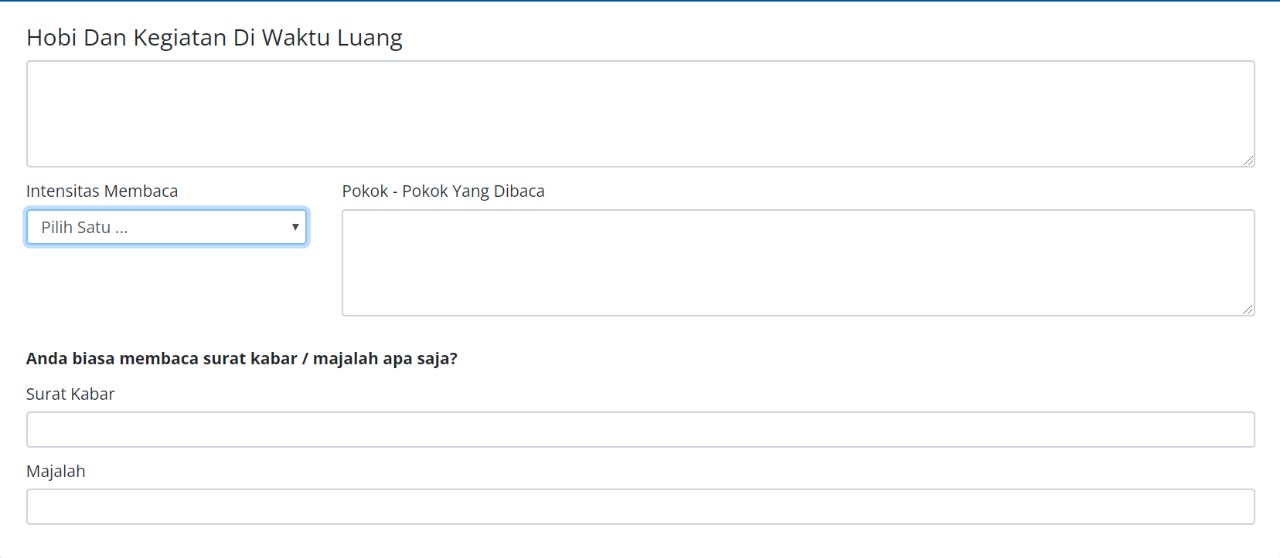 Hobi Dan Kegiatan Di Waktu Luang
Intensitas Membaca
Pilih Satu ...
Pokok - Pokok Yang Dibaca
Anda biasa membaca surat kabar / majalah apa saja?
Surat Kabar
Majalah